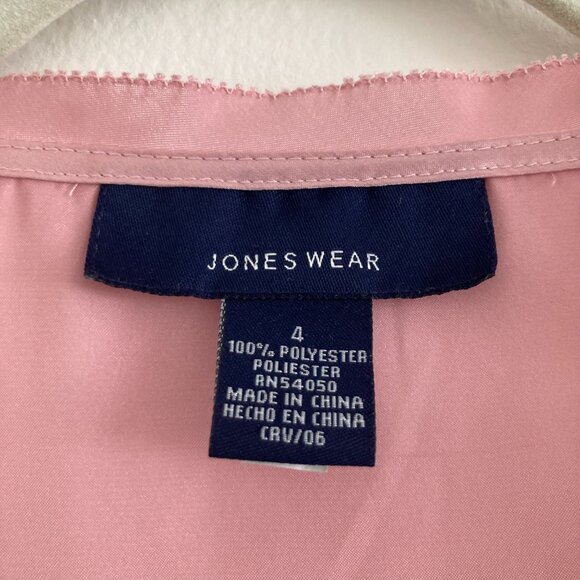 JONES WEAR
4
100% POLYESTER
POLIESTER
RN54050
MADE IN CHINA
HECHO EN CHINA
CRV/06